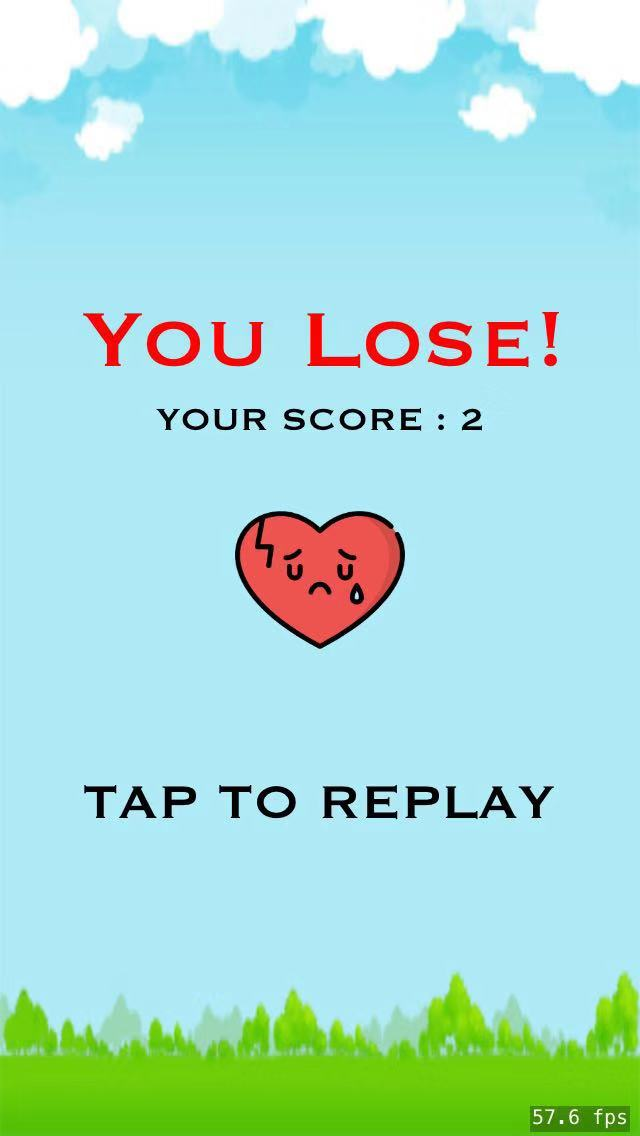 You Lose!
YOUR SCORE : 2
TAP TO REPLAY
57.6 fps